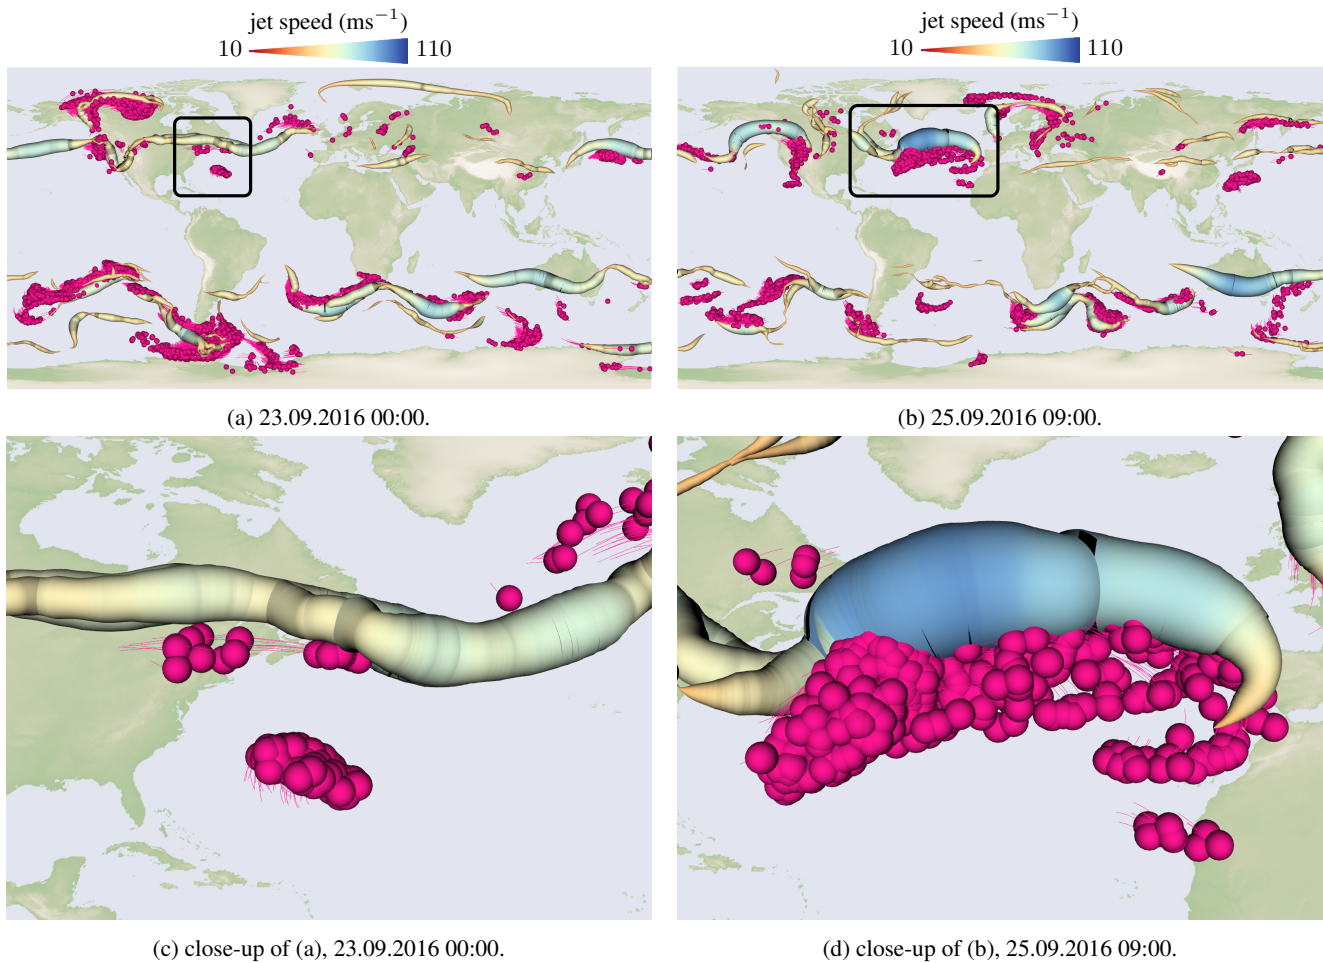 jet speed (ms⁻¹)
10 110
jet speed (ms⁻¹)
10 110
(a) 23.09.2016 00:00.
(b) 25.09.2016 09:00.
(c) close-up of (a), 23.09.2016 00:00.
(d) close-up of (b), 25.09.2016 09:00.